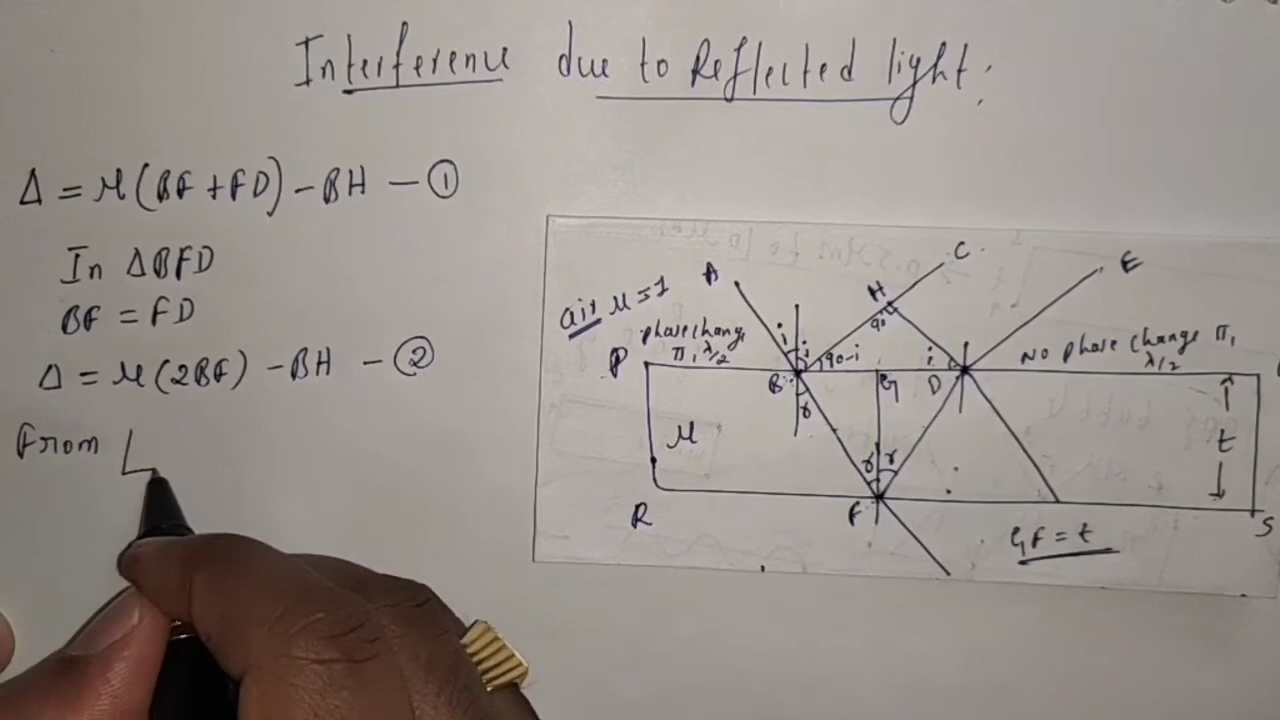 Interference due to Reflected light.
Δ = μ(BF + FD) - BH - ①
In ΔBFD
BF = FD
Δ = μ(2BF) - BH - ②
From
air μ = 1
phase change
π, λ/2
A
H
C
E
90
i
i
90-i
i
No phase change π,
λ/2
P
B
G
D
r
μ
r
r
t
R
F
GF = t
S